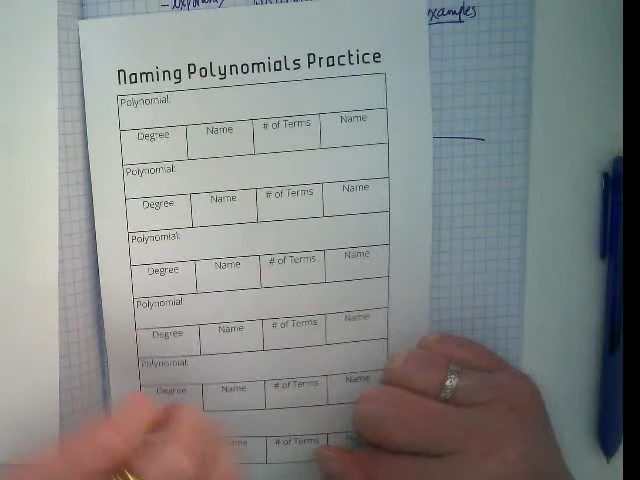 xamples
Naming Polynomials Practice
Polynomial:
Degree Name # of Terms Name
Polynomial:
Degree Name # of Terms Name
Polynomial:
Degree Name # of Terms Name
Polynomial
Degree Name # of Terms Name
Polynomial
Degree Name # of Terms Name
# of Terms